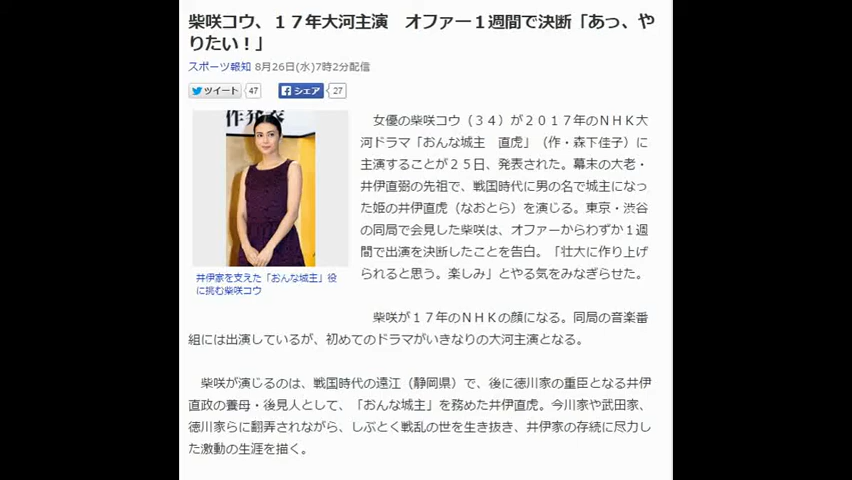 柴咲コウ、１７年大河主演　オファー１週間で決断「あっ、や
りたい！」
スポーツ報知 8月26日(水)7時2分配信
ツイート 47 シェア 27
女優の柴咲コウ（３４）が２０１７年のＮＨＫ大
河ドラマ「おんな城主　直虎」（作・森下佳子）に
主演することが２５日、発表された。幕末の大老・
井伊直弼の先祖で、戦国時代に男の名で城主になっ
た姫の井伊直虎（なおとら）を演じる。東京・渋谷
の同局で会見した柴咲は、オファーからわずか１週
間で出演を決断したことを告白。「壮大に作り上げ
られると思う。楽しみ」とやる気をみなぎらせた。
井伊家を支えた「おんな城主」役
に挑む柴咲コウ
柴咲が１７年のＮＨＫの顔になる。同局の音楽番
組には出演しているが、初めてのドラマがいきなりの大河主演となる。
柴咲が演じるのは、戦国時代の遠江（静岡県）で、後に徳川家の重臣となる井伊
直政の養母・後見人として、「おんな城主」を務めた井伊直虎。今川家や武田家、
徳川家らに翻弄されながら、しぶとく戦乱の世を生き抜き、井伊家の存続に尽力し
た激動の生涯を描く。